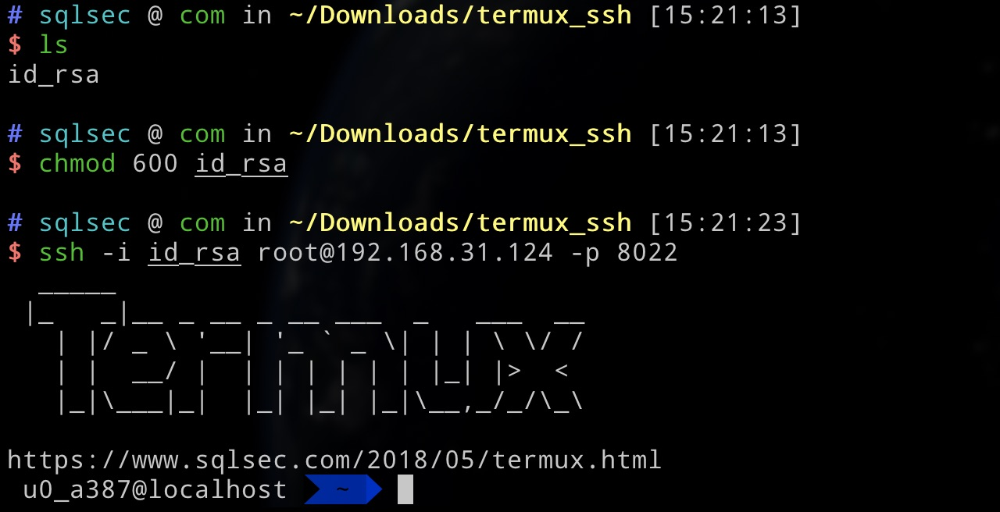 # sqlsec @ com in ~/Downloads/termux_ssh [15:21:13]
$ ls
id_rsa
# sqlsec @ com in ~/Downloads/termux_ssh [15:21:13]
$ chmod 600 id_rsa
# sqlsec @ com in ~/Downloads/termux_ssh [15:21:23]
$ ssh -i id_rsa root@192.168.31.124 -p 8022
  _____
 |_   _|__ _ __ _ __ ___  _   ___  __
   | |/ _ \ '__| '_ ` _ \| | | \ \/ /
   | |  __/ |  | | | | | | |_| |>  <
   |_|\___|_|  |_| |_| |_|\__,_/_/\_\
https://www.sqlsec.com/2018/05/termux.html
u0_a387@localhost ~